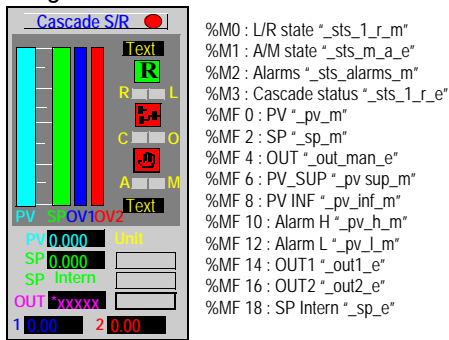 Cascade S/R
Text
R
R L
C O
A M
Text
PV SP OV1 OV2
PV 0.000 Unit
SP 0.000
SP Intern
OUT *xxxxx
1 0.00 2 0.00
%M0 : L/R state "_sts_1_r_m"
%M1 : A/M state "_sts_m_a_e"
%M2 : Alarms "_sts_alarms_m"
%M3 : Cascade status "_sts_1_r_e"
%MF 0 : PV "_pv_m"
%MF 2 : SP "_sp_m"
%MF 4 : OUT "_out_man_e"
%MF 6 : PV_SUP "_pv sup_m"
%MF 8 : PV INF "_pv_inf_m"
%MF 10 : Alarm H "_pv_h_m"
%MF 12 : Alarm L "_pv_l_m"
%MF 14 : OUT1 "_out1_e"
%MF 16 : OUT2 "_out2_e"
%MF 18 : SP Intern "_sp_e"